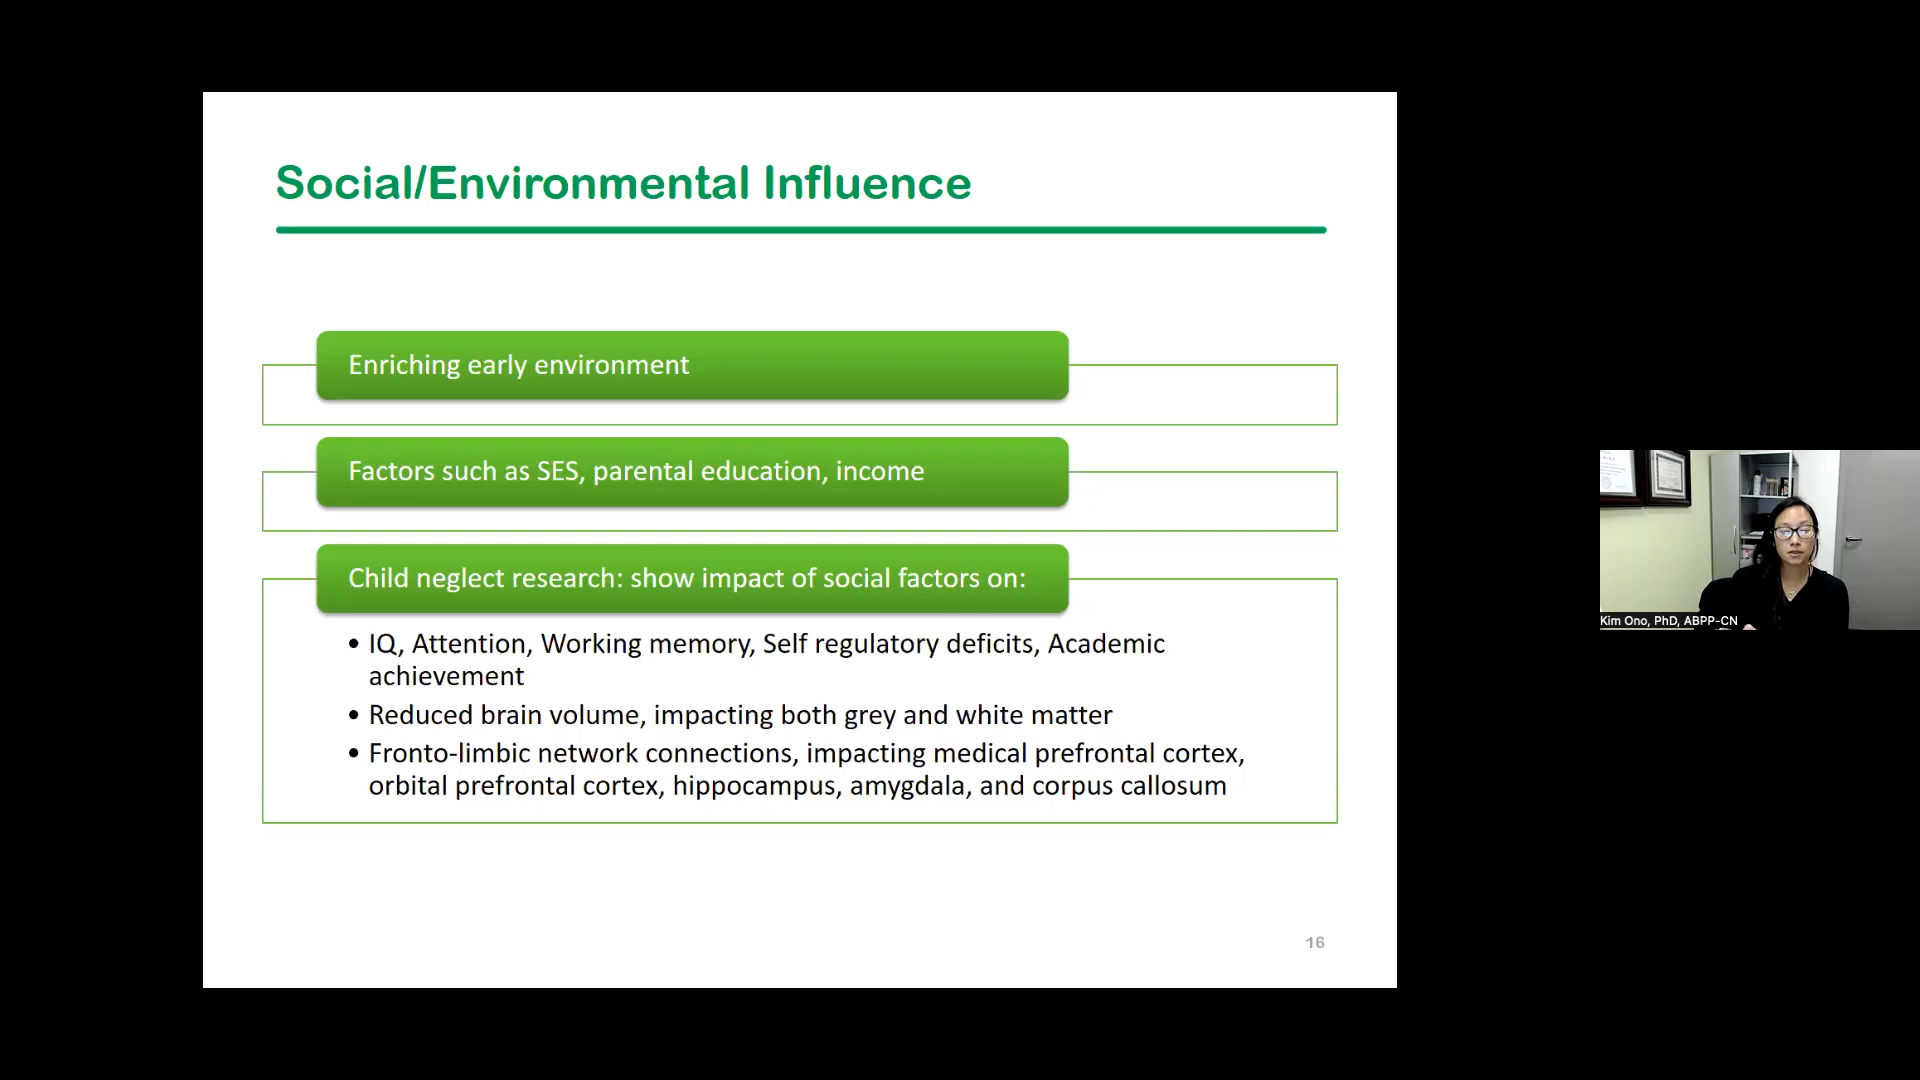 Social/Environmental Influence
Enriching early environment
Factors such as SES, parental education, income
Child neglect research: show impact of social factors on:
• IQ, Attention, Working memory, Self regulatory deficits, Academic
achievement
• Reduced brain volume, impacting both grey and white matter
• Fronto-limbic network connections, impacting medical prefrontal cortex,
orbital prefrontal cortex, hippocampus, amygdala, and corpus callosum
16
Kim Ono, PhD, ABPP-CN